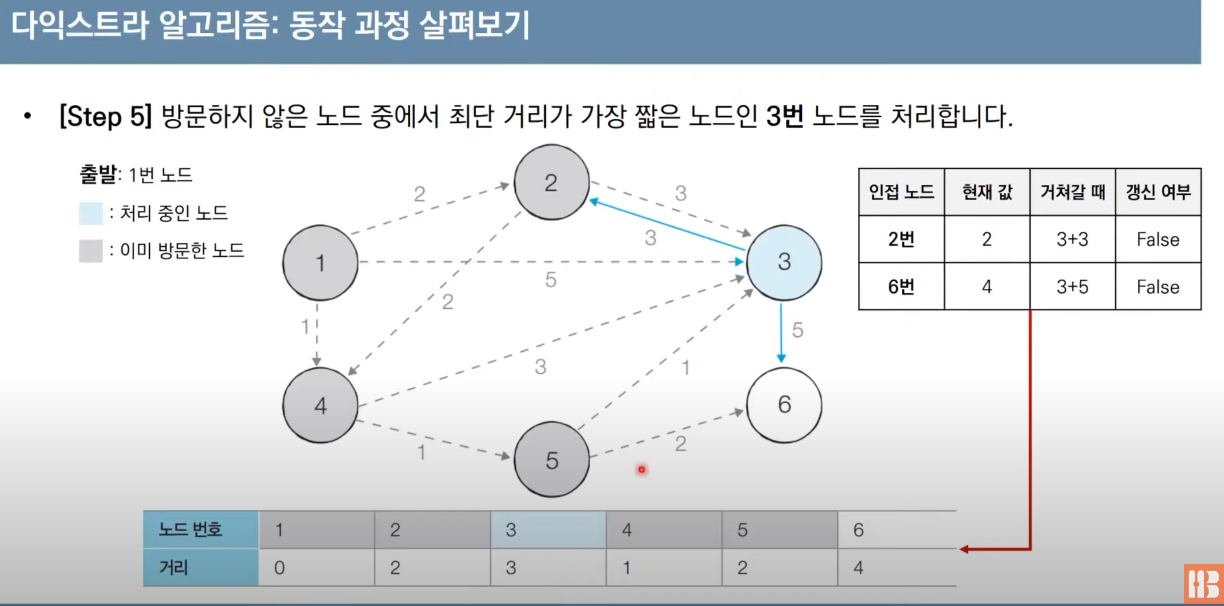 다익스트라 알고리즘: 동작 과정 살펴보기
• [Step 5] 방문하지 않은 노드 중에서 최단 거리가 가장 짧은 노드인 3번 노드를 처리합니다.
출발: 1번 노드
: 처리 중인 노드
: 이미 방문한 노드
2
2
3
3
1
5
3
2
1
5
3
1
4
6
1
5
2
인접 노드 현재 값 거쳐갈 때 갱신 여부
2번 2 3+3 False
6번 4 3+5 False
노드 번호 1 2 3 4 5 6
거리 0 2 3 1 2 4
HB